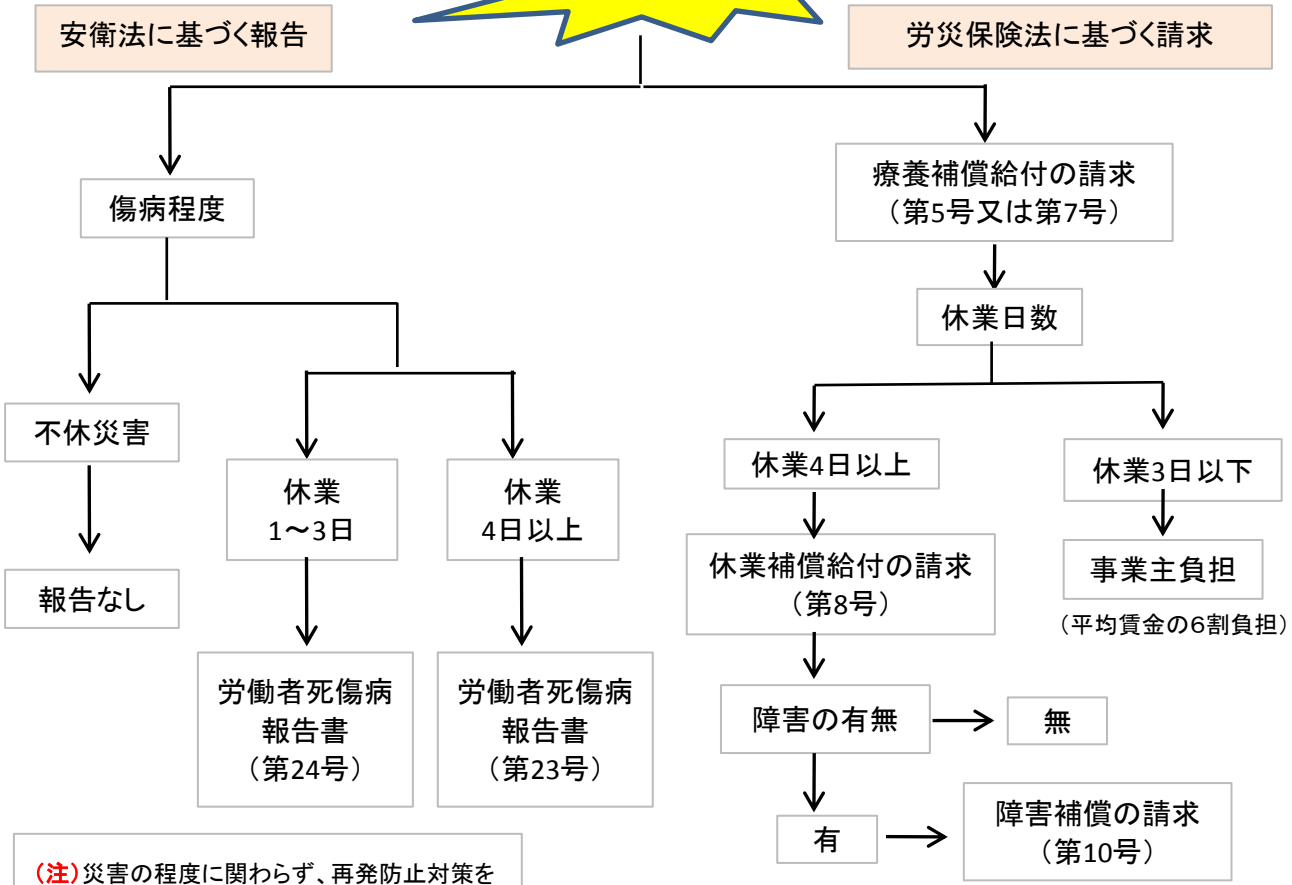 安衛法に基づく報告
労災保険法に基づく請求
傷病程度
療養補償給付の請求
（第5号又は第7号）
休業日数
不休災害
休業
1～3日
休業
4日以上
休業4日以上
休業3日以下
報告なし
休業補償給付の請求
（第8号）
事業主負担
（平均賃金の６割負担）
労働者死傷病
報告書
（第24号）
労働者死傷病
報告書
（第23号）
障害の有無
無
有
障害補償の請求
（第10号）
（注）災害の程度に関わらず、再発防止対策を